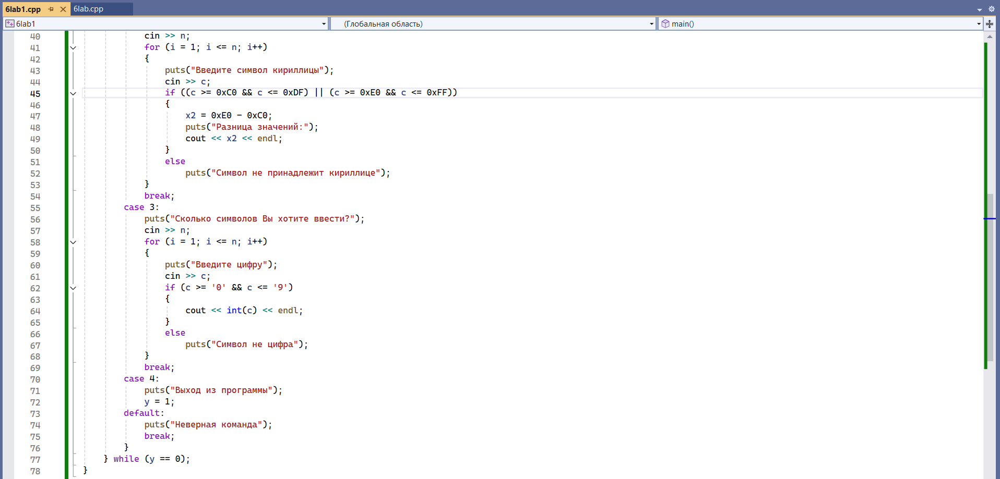 6lab1.cpp 6lab.cpp
6lab1 (Глобальная область) main()
40 cin >> n;
41 for (i = 1; i <= n; i++)
42 {
43 puts("Введите символ кириллицы");
44 cin >> c;
45 if ((c >= 0xC0 && c <= 0xDF) || (c >= 0xE0 && c <= 0xFF))
46 {
47 x2 = 0xE0 - 0xC0;
48 puts("Разница значений:");
49 cout << x2 << endl;
50 }
51 else
52 puts("Символ не принадлежит кириллице");
53 }
54 break;
55 case 3:
56 puts("Сколько символов Вы хотите ввести?");
57 cin >> n;
58 for (i = 1; i <= n; i++)
59 {
60 puts("Введите цифру");
61 cin >> c;
62 if (c >= '0' && c <= '9')
63 {
64 cout << int(c) << endl;
65 }
66 else
67 puts("Символ не цифра");
68 }
69 break;
70 case 4:
71 puts("Выход из программы");
72 y = 1;
73 default:
74 puts("Неверная команда");
75 break;
76 }
77 } while (y == 0);
78 }